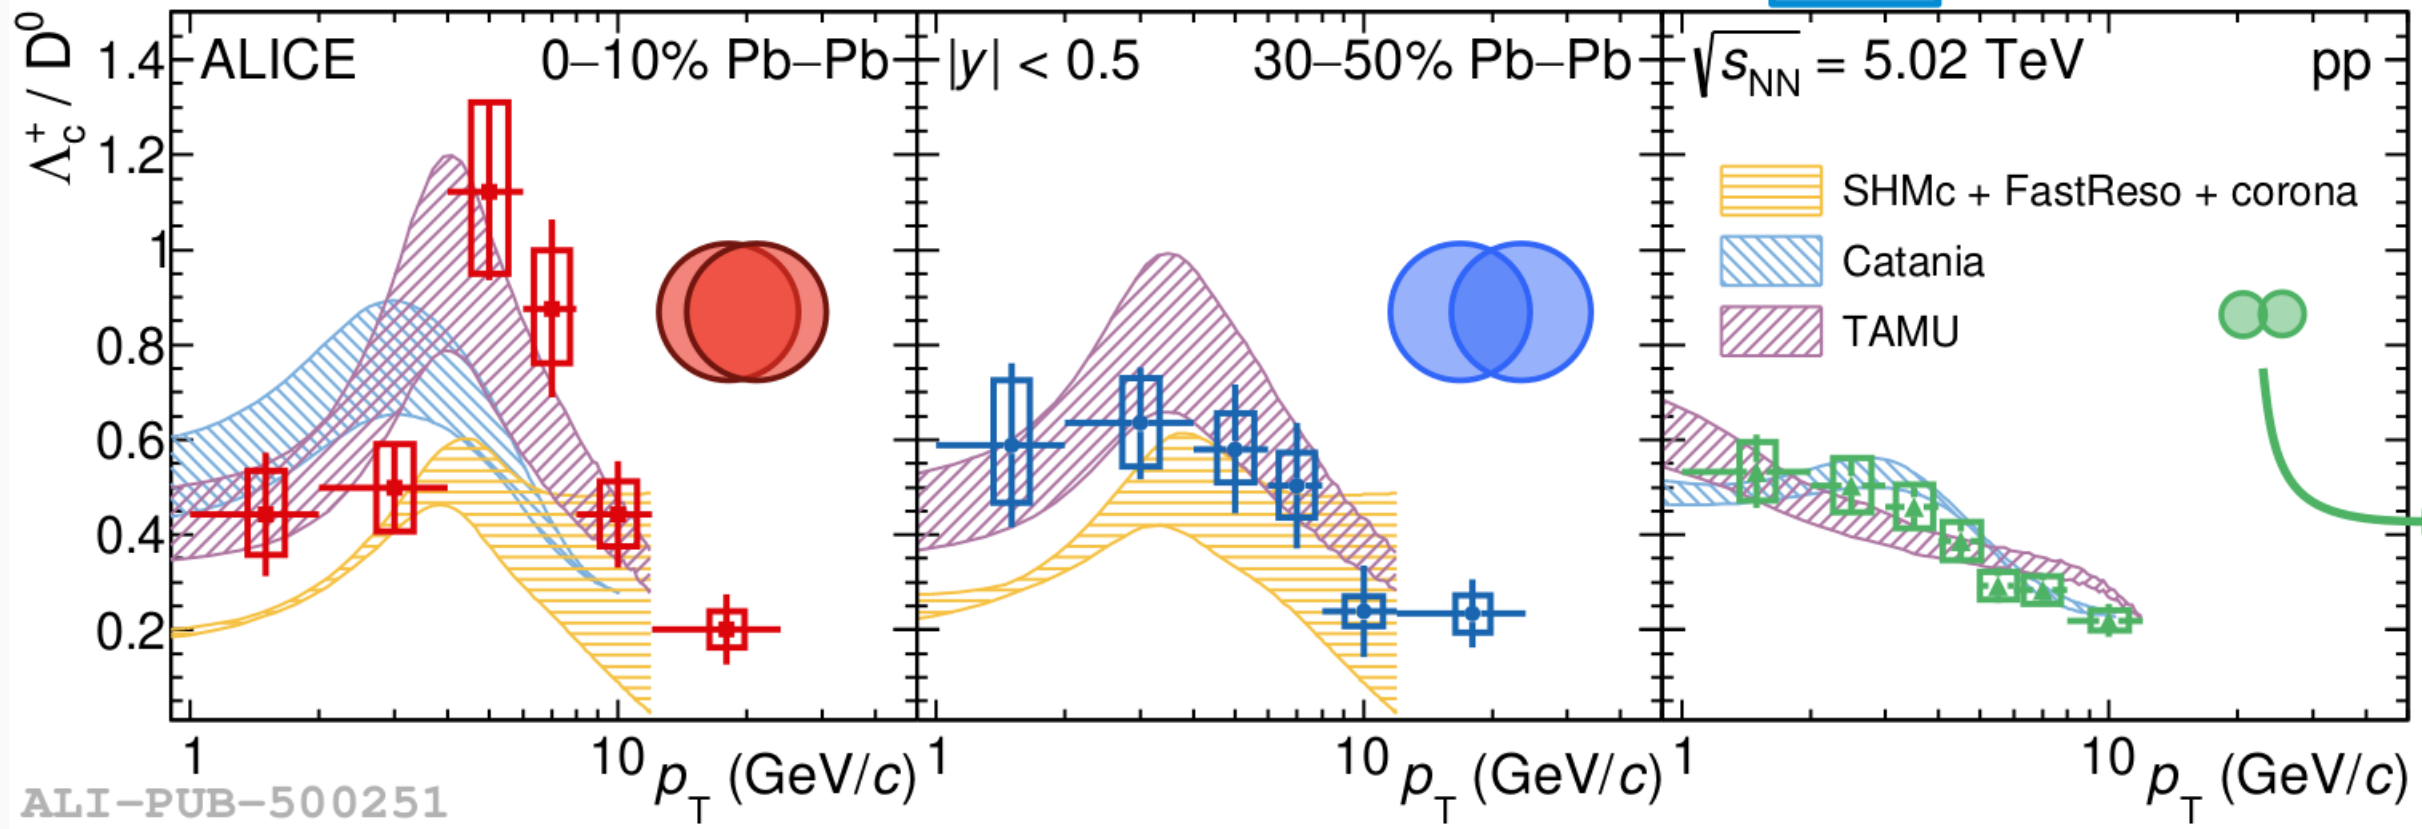 Λc+ / D0
ALICE
0–10% Pb–Pb
|y| < 0.5
30–50% Pb–Pb
√sNN = 5.02 TeV
pp
1.4
1.2
1
0.8
0.6
0.4
0.2
SHMc + FastReso + corona
Catania
TAMU
1
10
pT (GeV/c)
1
10
pT (GeV/c)
1
10
pT (GeV/c)
ALI-PUB-500251